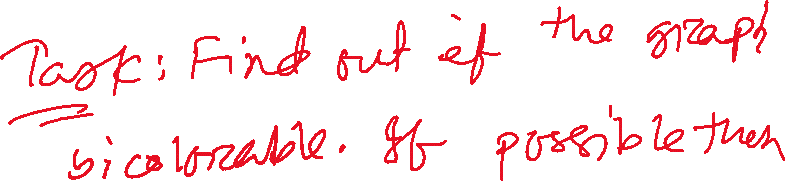 Task: Find out if the graph
bicolorable. If possible then